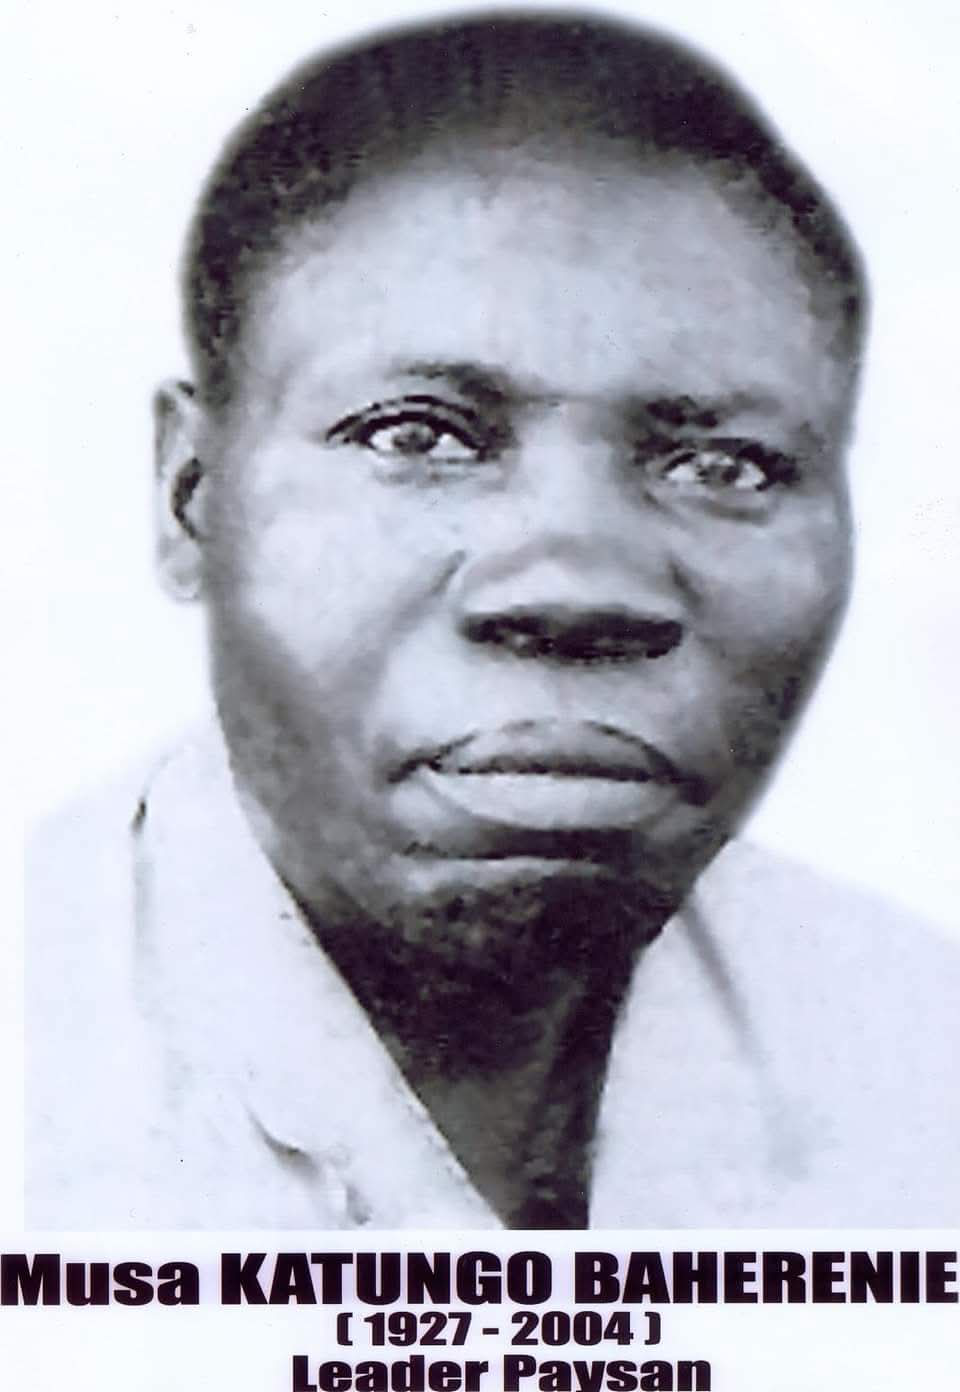 Musa KATUNGO BAHERENIE
( 1927 - 2004 )
Leader Paysan